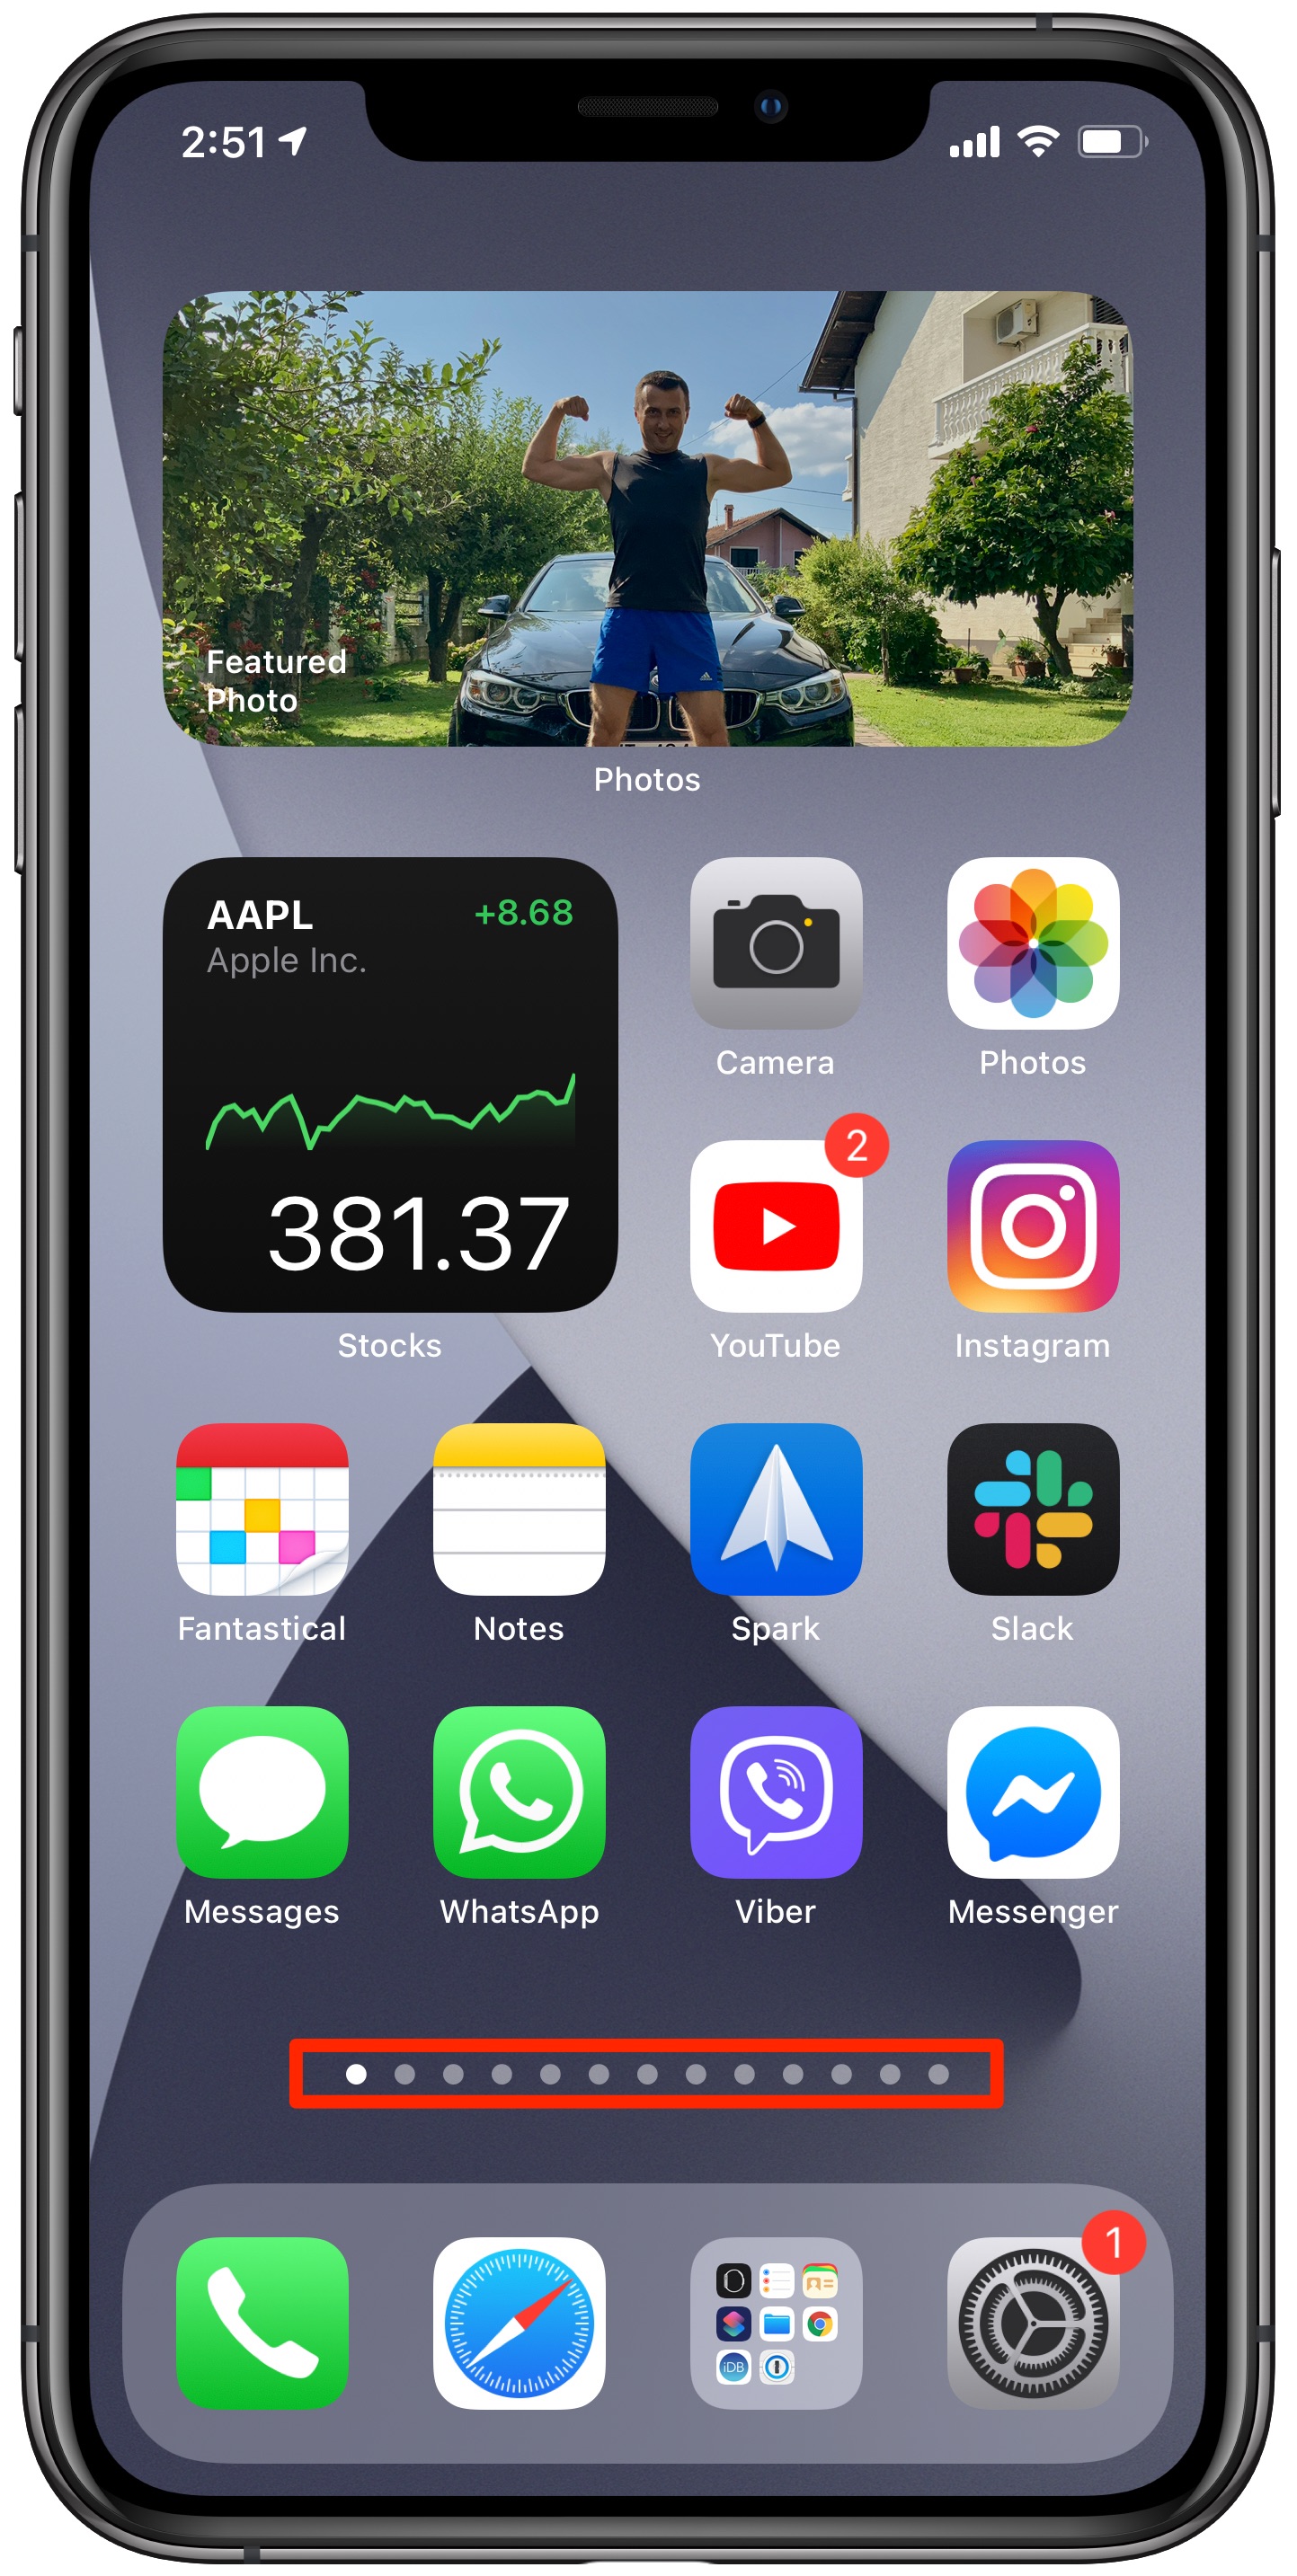 2:51
Featured
Photo
Photos
AAPL +8.68
Apple Inc.
381.37
Stocks
Camera
Photos
2
YouTube
Instagram
Fantastical
Notes
Spark
Slack
Messages
WhatsApp
Viber
Messenger
1
iDB